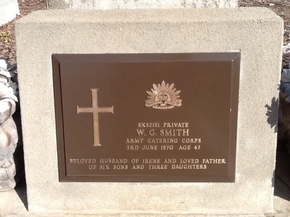 SX32131 PRIVATE
W. G. SMITH
ARMY CATERING CORPS
3RD JUNE 1970 AGE 47
BELOVED HUSBAND OF IRENE AND LOVED FATHER
OF SIX SONS AND THREE DAUGHTERS